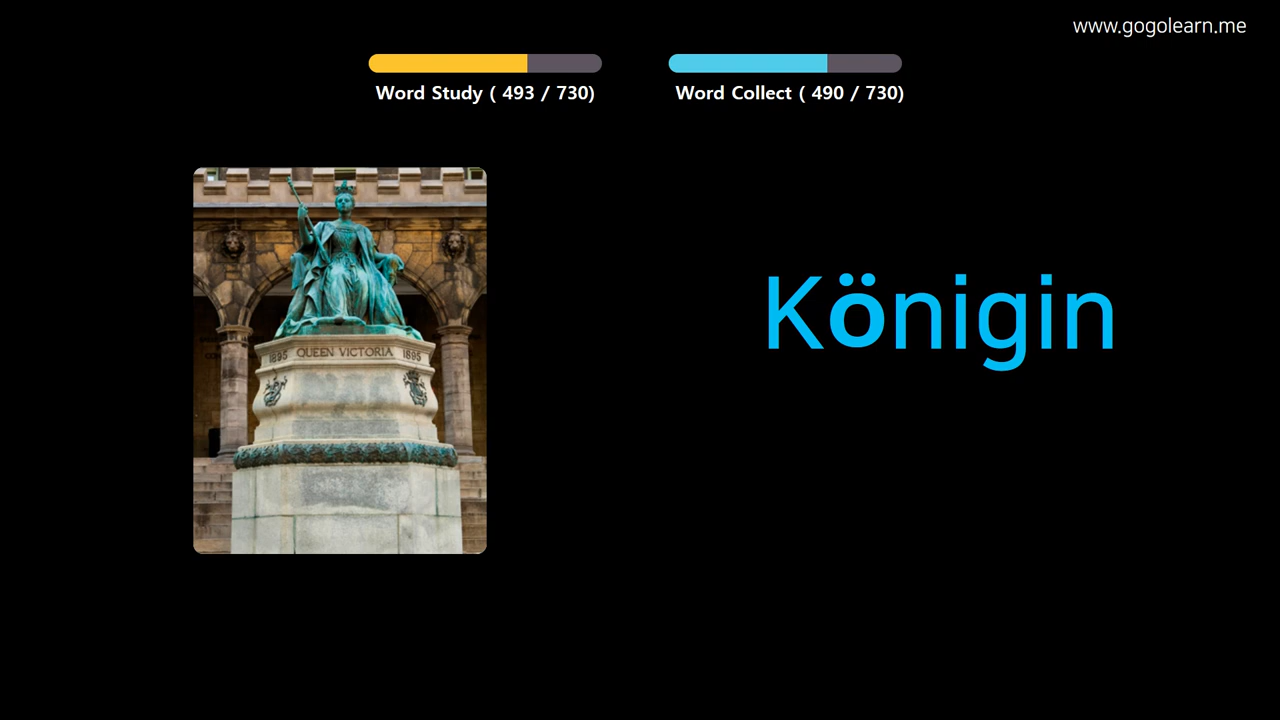 www.gogolearn.me
Word Study ( 493 / 730)
Word Collect ( 490 / 730)
Königin
1895 QUEEN VICTORIA 1895